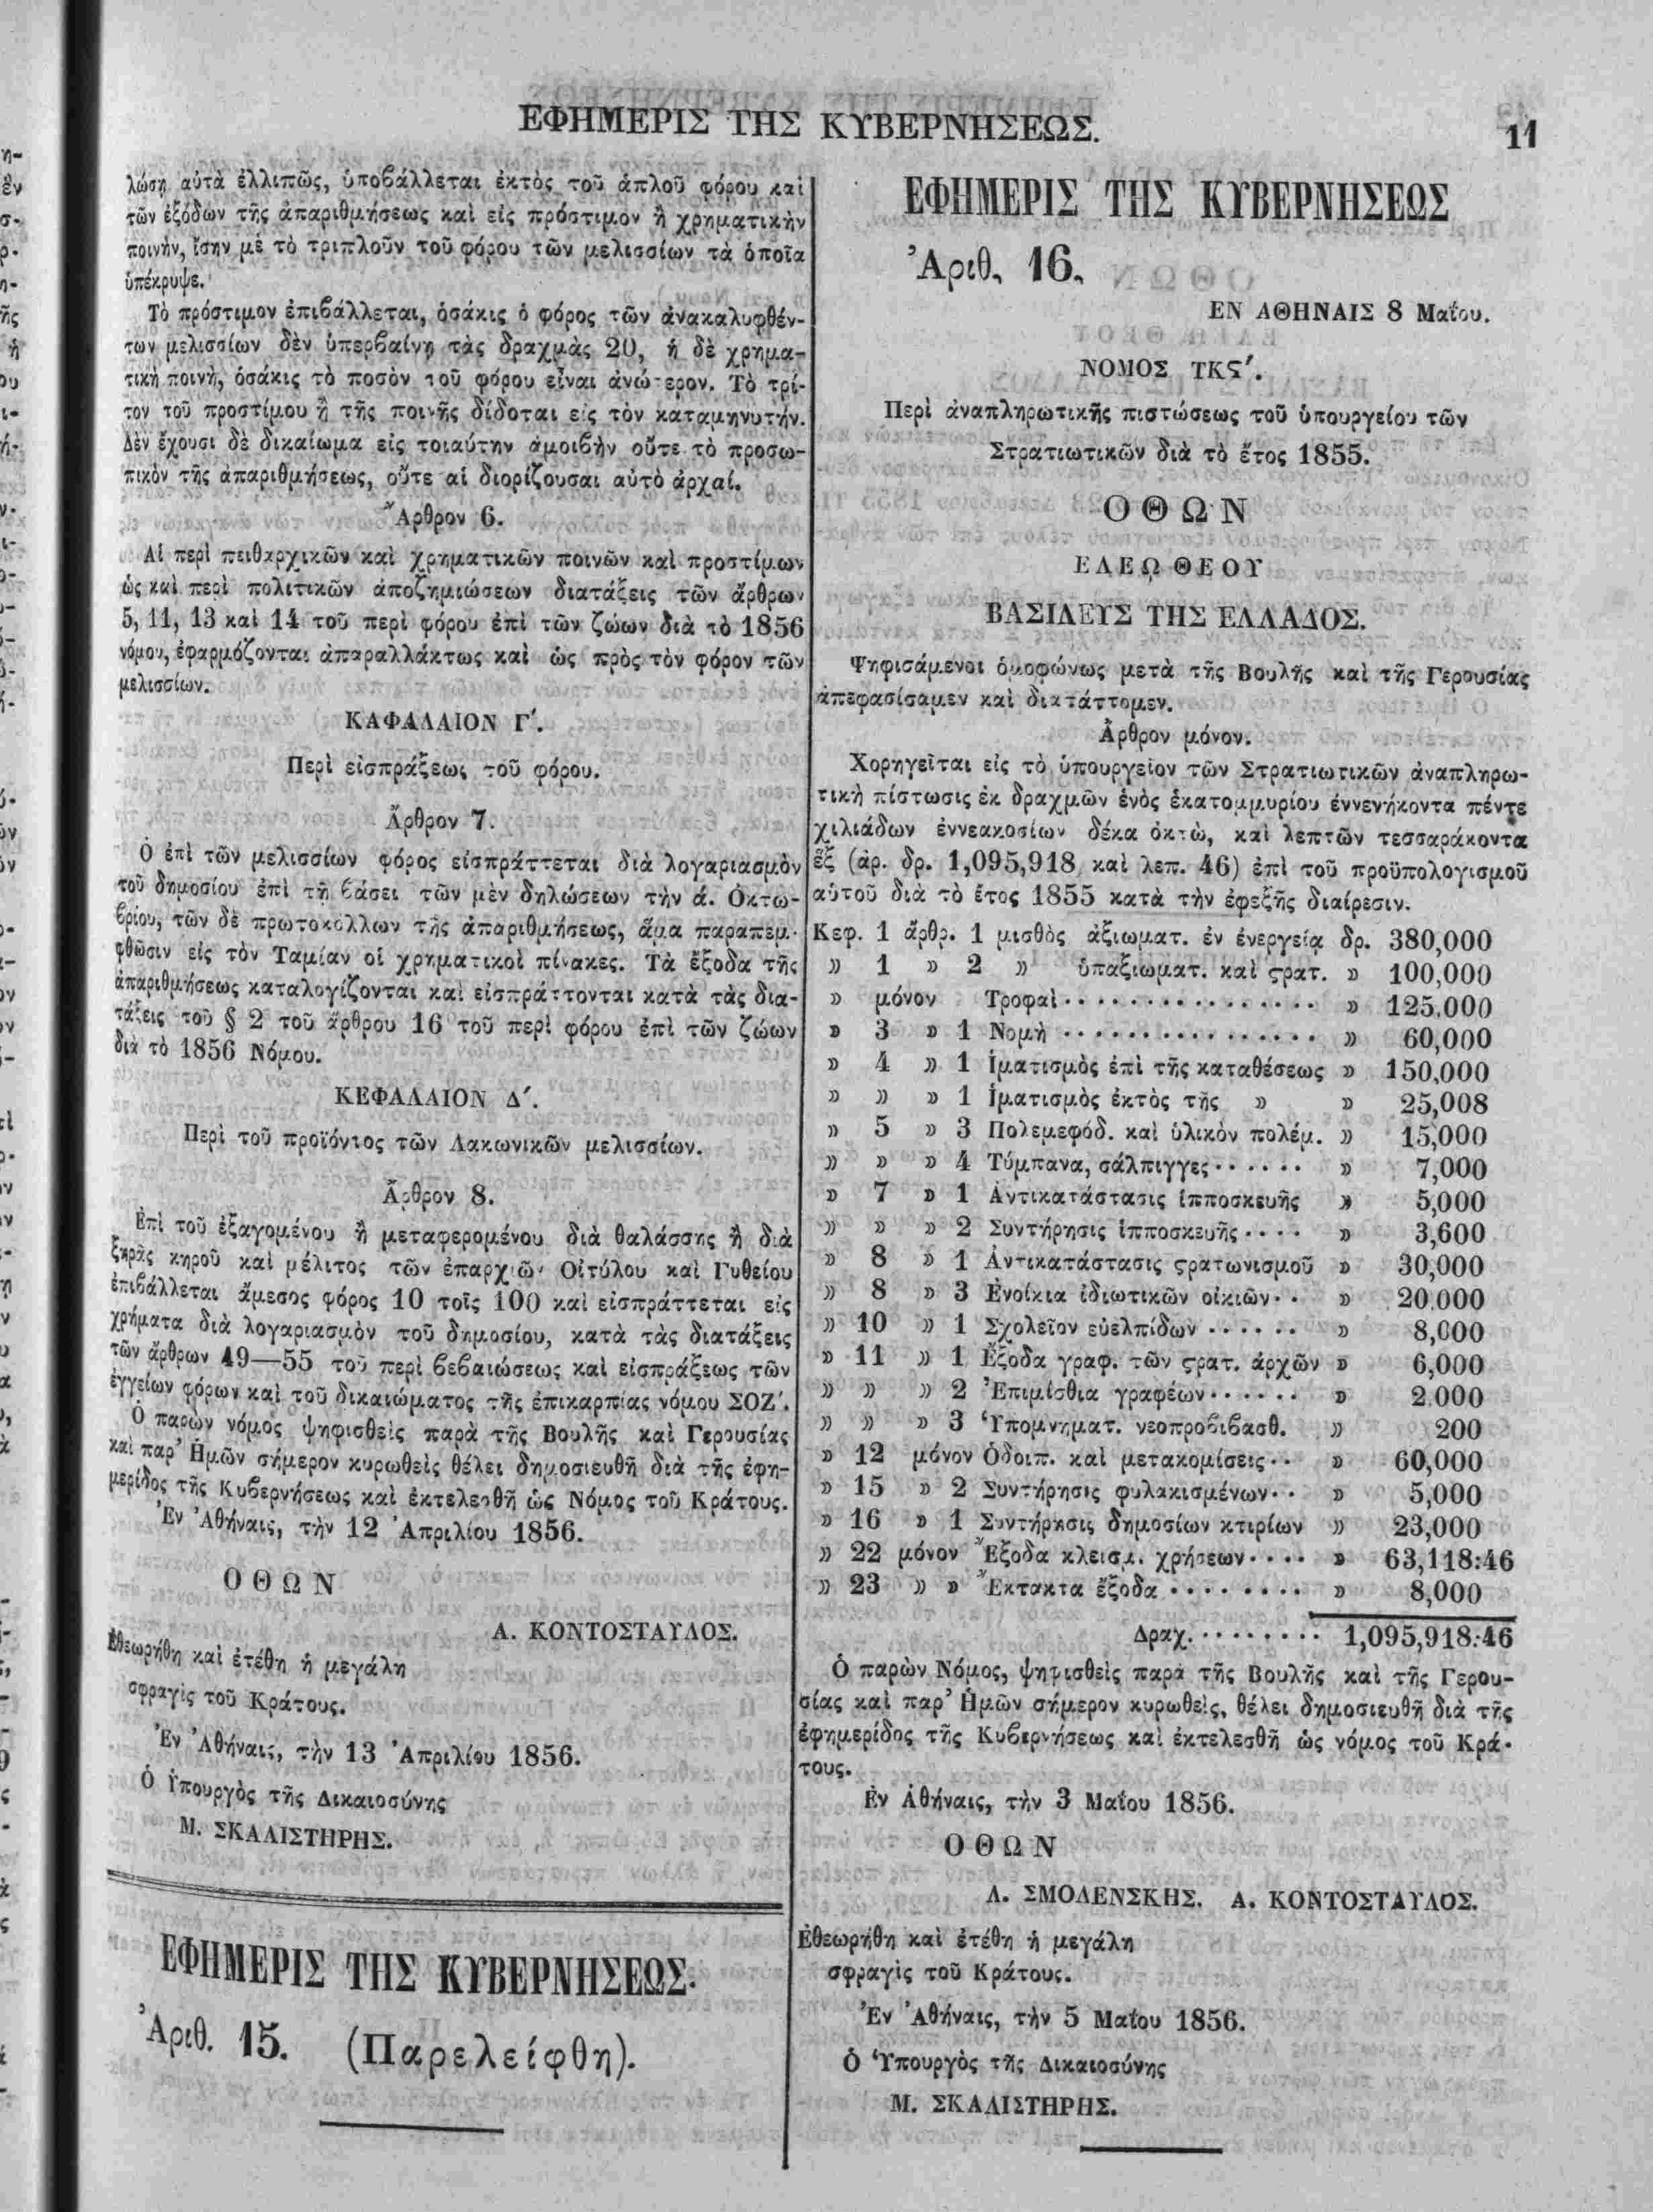 ΕΦΗΜΕΡΙΣ ΤΗΣ ΚΥΒΕΡΝΗΣΕΩΣ.
11
λώσῃ αὐτὰ ἐλλιπῶς, ὑποβάλλεται ἐκτὸς τοῦ ἁπλοῦ φόρου καὶ
τῶν ἐξόδων τῆς ἀπαριθμήσεως καὶ εἰς πρόστιμον ἢ χρηματικὴν
ποινὴν, ἴσην μὲ τὸ τριπλοῦν τοῦ φόρου τῶν μελισσίων τὰ ὁποῖα
ὑπέκρυψε.
Τὸ πρόστιμον ἐπιβάλλεται, ὁσάκις ὁ φόρος τῶν ἀνακαλυφθέν-
των μελισσίων δὲν ὑπερβαίνῃ τὰς δραχμὰς 20, ἡ δὲ χρημα-
τικὴ ποινὴ, ὁσάκις τὸ ποσὸν τοῦ φόρου εἶναι ἀνώτερον. Τὸ τρί-
τον τοῦ προστίμου ἢ τῆς ποινῆς δίδοται εἰς τὸν καταμηνυτήν.
Δὲν ἔχουσι δὲ δικαίωμα εἰς τοιαύτην ἀμοιβὴν οὔτε τὸ προσω-
πικὸν τῆς ἀπαριθμήσεως, οὔτε αἱ διορίζουσαι αὐτὸ ἀρχαί.
Ἄρθρον 6.
Αἱ περὶ πειθαρχικῶν καὶ χρηματικῶν ποινῶν καὶ προστίμων
ὡς καὶ περὶ πολιτικῶν ἀποζημιώσεων διατάξεις τῶν ἄρθρων
5, 11, 13 καὶ 14 τοῦ περὶ φόρου ἐπὶ τῶν ζώων διὰ τὸ 1856
νόμου, ἐφαρμόζονται ἀπαραλλάκτως καὶ ὡς πρὸς τὸν φόρον τῶν
μελισσίων.
ΚΑΦΑΛΑΙΟΝ Γ΄.
Περὶ εἰσπράξεως τοῦ φόρου.
Ἄρθρον 7.
Ὁ ἐπὶ τῶν μελισσίων φόρος εἰσπράττεται διὰ λογαριασμὸν
τοῦ δημοσίου ἐπὶ τῇ βάσει τῶν μὲν δηλώσεων τὴν ά. Ὀκτω-
βρίου, τῶν δὲ πρωτοκόλλων τῆς ἀπαριθμήσεως, ἅμα παραπεμ-
φθῶσιν εἰς τὸν Ταμίαν οἱ χρηματικοὶ πίνακες. Τὰ ἔξοδα τῆς
ἀπαριθμήσεως καταλογίζονται καὶ εἰσπράττονται κατὰ τὰς δια-
τάξεις τοῦ § 2 τοῦ ἄρθρου 16 τοῦ περὶ φόρου ἐπὶ τῶν ζώων
διὰ τὸ 1856 Νόμου.
ΚΕΦΑΛΑΙΟΝ Δ΄.
Περὶ τοῦ προϊόντος τῶν Λακωνικῶν μελισσίων.
Ἄρθρον 8.
Ἐπὶ τοῦ ἐξαγομένου ἢ μεταφερομένου διὰ θαλάσσης ἢ διὰ
ξηρᾶς κηροῦ καὶ μέλιτος τῶν ἐπαρχιῶν Οἰτύλου καὶ Γυθείου
ἐπιβάλλεται ἄμεσος φόρος 10 τοῖς 100 καὶ εἰσπράττεται εἰς
χρήματα διὰ λογαριασμὸν τοῦ δημοσίου, κατὰ τὰς διατάξεις
τῶν ἄρθρων 49—55 τοῦ περὶ βεβαιώσεως καὶ εἰσπράξεως τῶν
ἐγγείων φόρων καὶ τοῦ δικαιώματος τῆς ἐπικαρπίας νόμου ΣΟΖ΄.
Ὁ παρὼν νόμος ψηφισθεὶς παρὰ τῆς Βουλῆς καὶ Γερουσίας
καὶ παρ' Ἡμῶν σήμερον κυρωθεὶς θέλει δημοσιευθῆ διὰ τῆς ἐφη-
μερίδος τῆς Κυβερνήσεως καὶ ἐκτελεσθῆ ὡς Νόμος τοῦ Κράτους.
Ἐν Ἀθήναις, τὴν 12 Ἀπριλίου 1856.
ΟΘΩΝ
Α. ΚΟΝΤΟΣΤΑΥΛΟΣ.
Ἐθεωρήθη καὶ ἐτέθη ἡ μεγάλη
σφραγὶς τοῦ Κράτους.
Ἐν Ἀθήναις, τὴν 13 Ἀπριλίου 1856.
Ὁ Ὑπουργὸς τῆς Δικαιοσύνης
Μ. ΣΚΑΛΙΣΤΗΡΗΣ.
ΕΦΗΜΕΡΙΣ ΤΗΣ ΚΥΒΕΡΝΗΣΕΩΣ.
Ἀριθ. 15. (Παρελείφθη).
ΕΦΗΜΕΡΙΣ ΤΗΣ ΚΥΒΕΡΝΗΣΕΩΣ
Ἀριθ. 16.
ΕΝ ΑΘΗΝΑΙΣ 8 Μαΐου.
ΝΟΜΟΣ ΤΚϚ΄.
Περὶ ἀναπληρωτικῆς πιστώσεως τοῦ ὑπουργείου τῶν
Στρατιωτικῶν διὰ τὸ ἔτος 1855.
ΟΘΩΝ
ΕΛΕῼ ΘΕΟΥ
ΒΑΣΙΛΕΥΣ ΤΗΣ ΕΛΛΑΔΟΣ.
Ψηφισάμενοι ὁμοφώνως μετὰ τῆς Βουλῆς καὶ τῆς Γερουσίας
ἀπεφασίσαμεν καὶ διατάττομεν.
Ἄρθρον μόνον.
Χορηγεῖται εἰς τὸ ὑπουργεῖον τῶν Στρατιωτικῶν ἀναπληρω-
τικὴ πίστωσις ἐκ δραχμῶν ἑνὸς ἑκατομμυρίου ἐννενήκοντα πέντε
χιλιάδων ἐννεακοσίων δέκα ὀκτὼ, καὶ λεπτῶν τεσσαράκοντα
ἓξ (ἀρ. δρ. 1,095,918 καὶ λεπ. 46) ἐπὶ τοῦ προϋπολογισμοῦ
αὐτοῦ διὰ τὸ ἔτος 1855 κατὰ τὴν ἐφεξῆς διαίρεσιν.
Κεφ. 1 ἄρθρ. 1 μισθὸς ἀξιωματ. ἐν ἐνεργείᾳ δρ. 380,000
» 1 » 2 » ὑπαξιωματ. καὶ ϛρατ. » 100,000
» μόνον Τροφαὶ . . . . . . . . . . . . . . . » 125,000
» 3 » 1 Νομὴ . . . . . . . . . . . . . . . » 60,000
» 4 » 1 Ἱματισμὸς ἐπὶ τῆς καταθέσεως » 150,000
» » » 1 Ἱματισμὸς ἐκτὸς τῆς » » 25,008
» 5 » 3 Πολεμεφόδ. καὶ ὑλικὸν πολέμ. » 15,000
» » » 4 Τύμπανα, σάλπιγγες . . . . . . » 7,000
» 7 » 1 Ἀντικατάστασις ἱπποσκευῆς » 5,000
» » » 2 Συντήρησις ἱπποσκευῆς . . . . » 3,600
» 8 » 1 Ἀντικατάστασις ϛρατωνισμοῦ » 30,000
» 8 » 3 Ἐνοίκια ἰδιωτικῶν οἰκιῶν . . » 20,000
» 10 » 1 Σχολεῖον εὐελπίδων . . . . . . » 8,000
» 11 » 1 Ἔξοδα γραφ. τῶν ϛρατ. ἀρχῶν » 6,000
» » » 2 Ἐπιμίσθια γραφέων . . . . . . » 2,000
» » » 3 Ὑπομνηματ. νεοπροβιβασθ. » 200
» 12 μόνον Ὁδοιπ. καὶ μετακομίσεις . . » 60,000
» 15 » 2 Συντήρησις φυλακισμένων . . » 5,000
» 16 » 1 Συντήρησις δημοσίων κτιρίων » 23,000
» 22 μόνον Ἔξοδα κλεισμ. χρήσεων . . . . » 63,118:46
» 23 » » Ἔκτακτα ἔξοδα . . . . . . . . » 8,000
Δραχ. . . . . . . . . 1,095,918:46
Ὁ παρὼν Νόμος, ψηφισθεὶς παρὰ τῆς Βουλῆς καὶ τῆς Γερου-
σίας καὶ παρ' Ἡμῶν σήμερον κυρωθεὶς, θέλει δημοσιευθῆ διὰ τῆς
ἐφημερίδος τῆς Κυβερνήσεως καὶ ἐκτελεσθῆ ὡς νόμος τοῦ Κρά-
τους.
Ἐν Ἀθήναις, τὴν 3 Μαΐου 1856.
ΟΘΩΝ
Λ. ΣΜΟΛΕΝΣΚΗΣ. Α. ΚΟΝΤΟΣΤΑΥΛΟΣ.
Ἐθεωρήθη καὶ ἐτέθη ἡ μεγάλη
σφραγὶς τοῦ Κράτους.
Ἐν Ἀθήναις, τὴν 5 Μαΐου 1856.
Ὁ Ὑπουργὸς τῆς Δικαιοσύνης
Μ. ΣΚΑΛΙΣΤΗΡΗΣ.